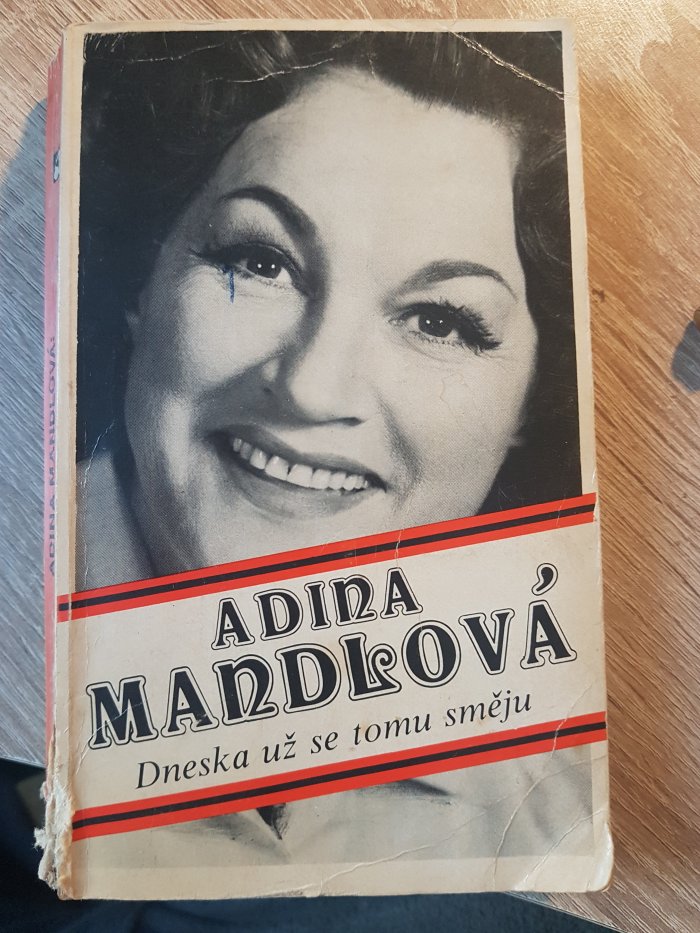 ADINA
MANDLOVÁ
Dneska už se tomu směju
ADINA MANDLOVÁ: